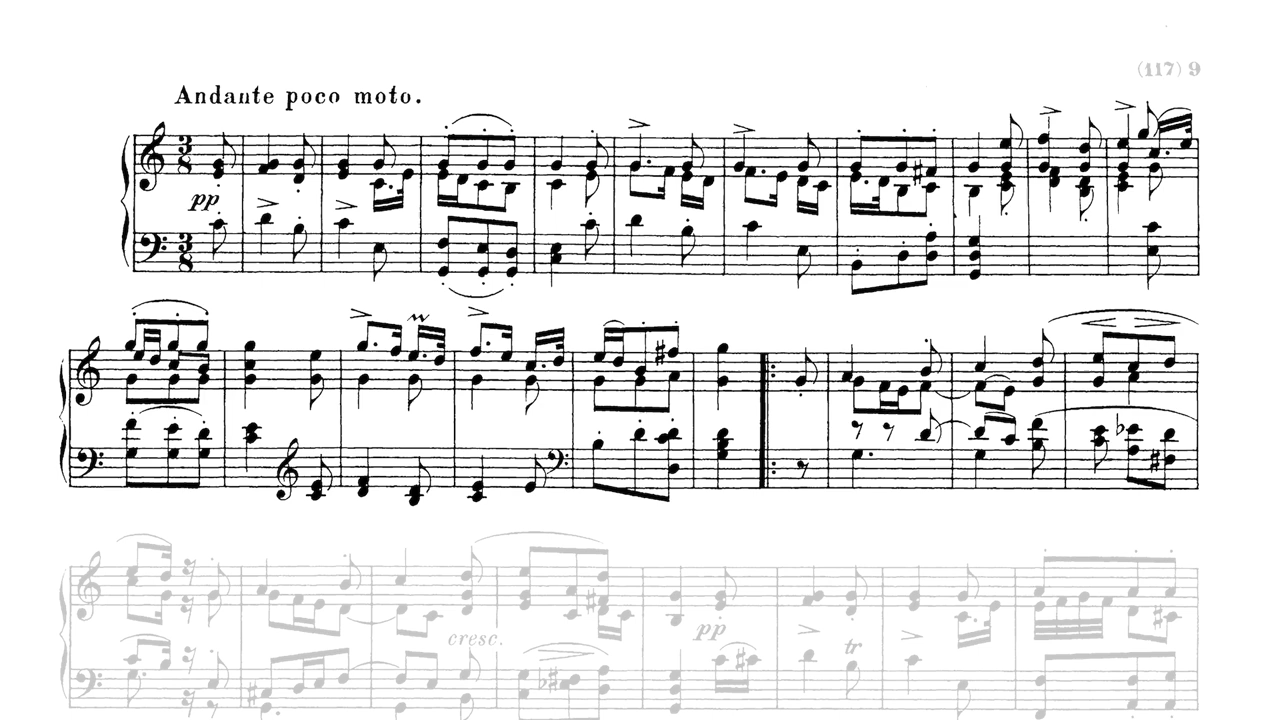 (117) 9
Andante poco moto.
pp
cresc.
pp
tr